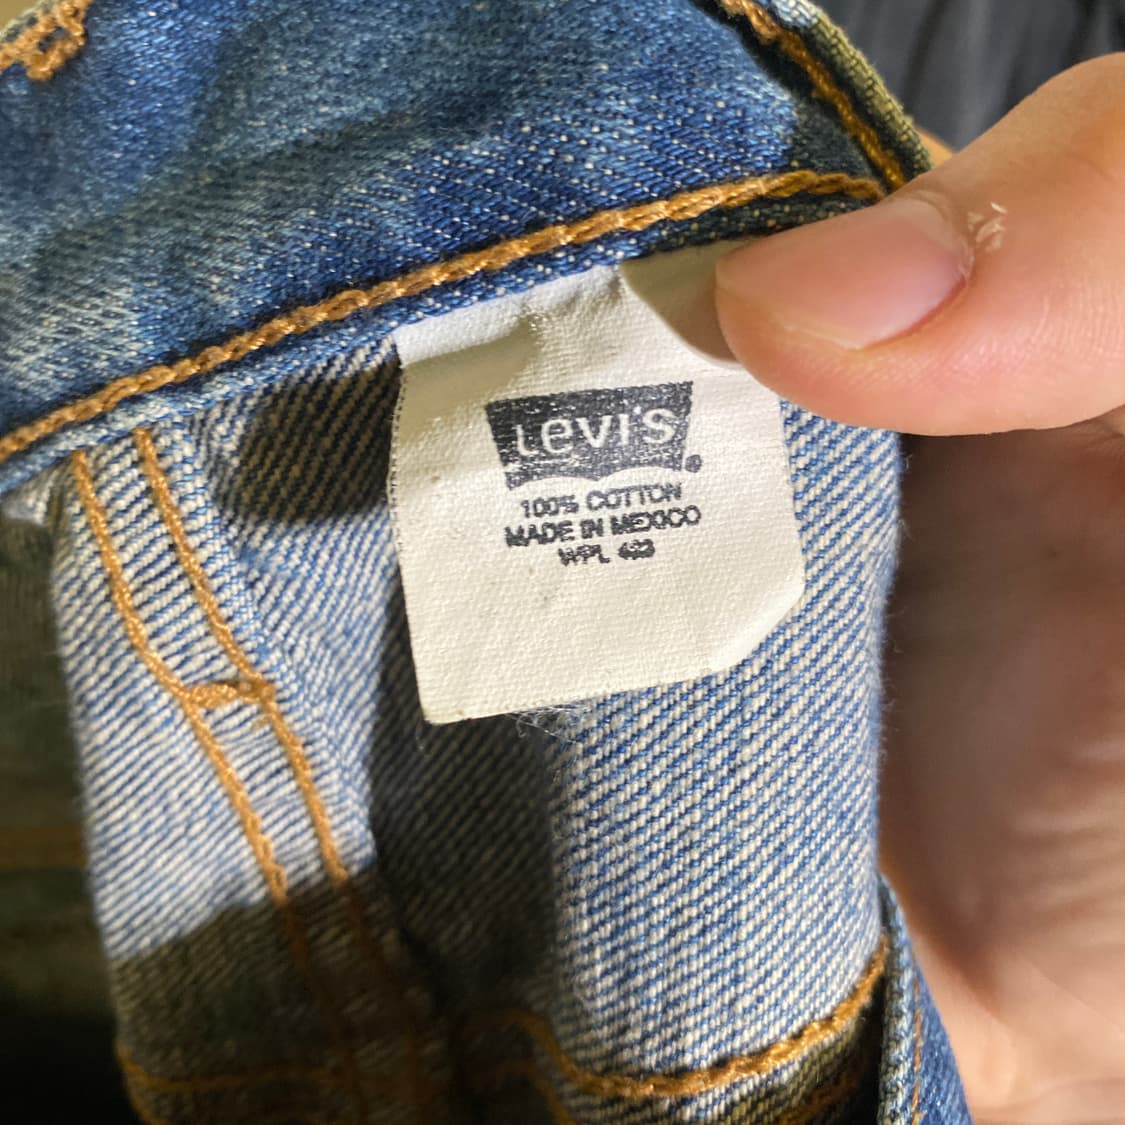 Levi's
100% COTTON
MADE IN MEXICO
WPL 423